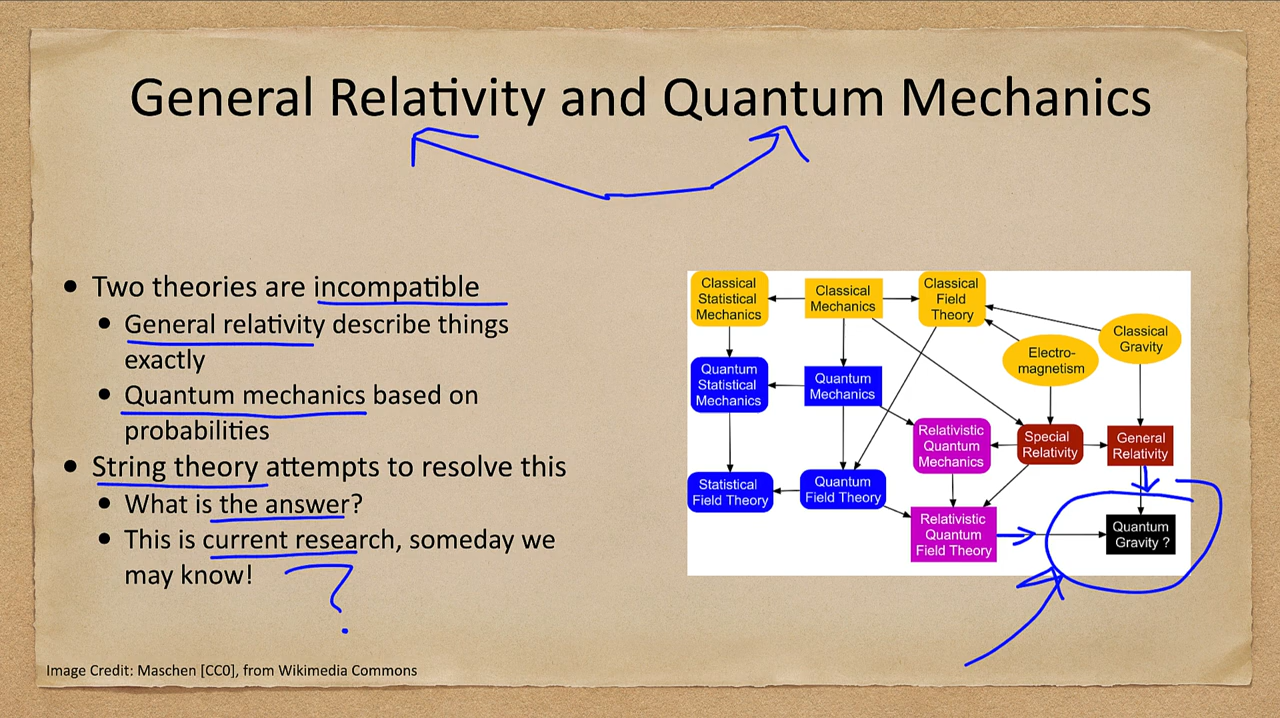 General Relativity and Quantum Mechanics
• Two theories are incompatible
• General relativity describe things
exactly
• Quantum mechanics based on
probabilities
• String theory attempts to resolve this
• What is the answer?
• This is current research, someday we
may know!
?
Classical
Statistical
Mechanics
Classical
Mechanics
Classical
Field
Theory
Classical
Gravity
Electro-
magnetism
Quantum
Statistical
Mechanics
Quantum
Mechanics
Relativistic
Quantum
Mechanics
Special
Relativity
General
Relativity
Statistical
Field Theory
Quantum
Field Theory
Relativistic
Quantum
Field Theory
Quantum
Gravity ?
Image Credit: Maschen [CC0], from Wikimedia Commons